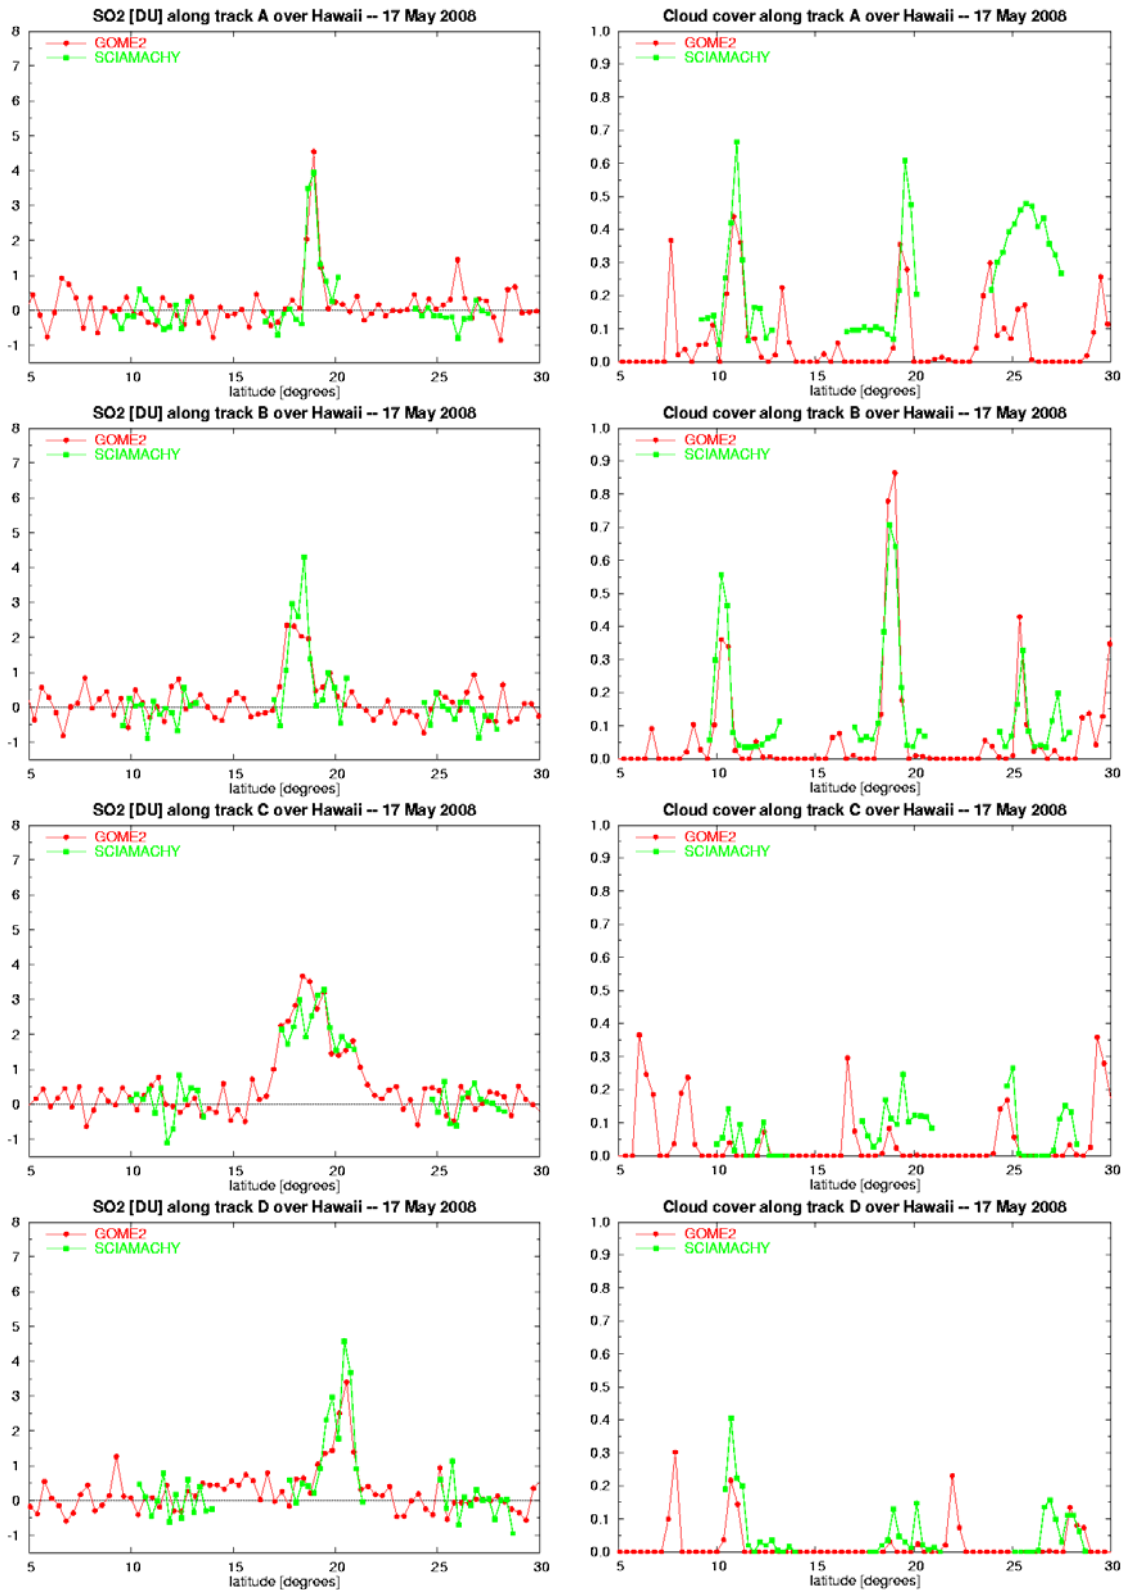 SO2 [DU] along track A over Hawaii -- 17 May 2008
GOME2
SCIAMACHY
8
7
6
5
4
3
2
1
0
-1
5 10 15 20 25 30
latitude [degrees]
Cloud cover along track A over Hawaii -- 17 May 2008
GOME2
SCIAMACHY
1.0
0.9
0.8
0.7
0.6
0.5
0.4
0.3
0.2
0.1
0.0
5 10 15 20 25 30
latitude [degrees]
SO2 [DU] along track B over Hawaii -- 17 May 2008
GOME2
SCIAMACHY
8
7
6
5
4
3
2
1
0
-1
5 10 15 20 25 30
latitude [degrees]
Cloud cover along track B over Hawaii -- 17 May 2008
GOME2
SCIAMACHY
1.0
0.9
0.8
0.7
0.6
0.5
0.4
0.3
0.2
0.1
0.0
5 10 15 20 25 30
latitude [degrees]
SO2 [DU] along track C over Hawaii -- 17 May 2008
GOME2
SCIAMACHY
8
7
6
5
4
3
2
1
0
-1
5 10 15 20 25 30
latitude [degrees]
Cloud cover along track C over Hawaii -- 17 May 2008
GOME2
SCIAMACHY
1.0
0.9
0.8
0.7
0.6
0.5
0.4
0.3
0.2
0.1
0.0
5 10 15 20 25 30
latitude [degrees]
SO2 [DU] along track D over Hawaii -- 17 May 2008
GOME2
SCIAMACHY
8
7
6
5
4
3
2
1
0
-1
5 10 15 20 25 30
latitude [degrees]
Cloud cover along track D over Hawaii -- 17 May 2008
GOME2
SCIAMACHY
1.0
0.9
0.8
0.7
0.6
0.5
0.4
0.3
0.2
0.1
0.0
5 10 15 20 25 30
latitude [degrees]